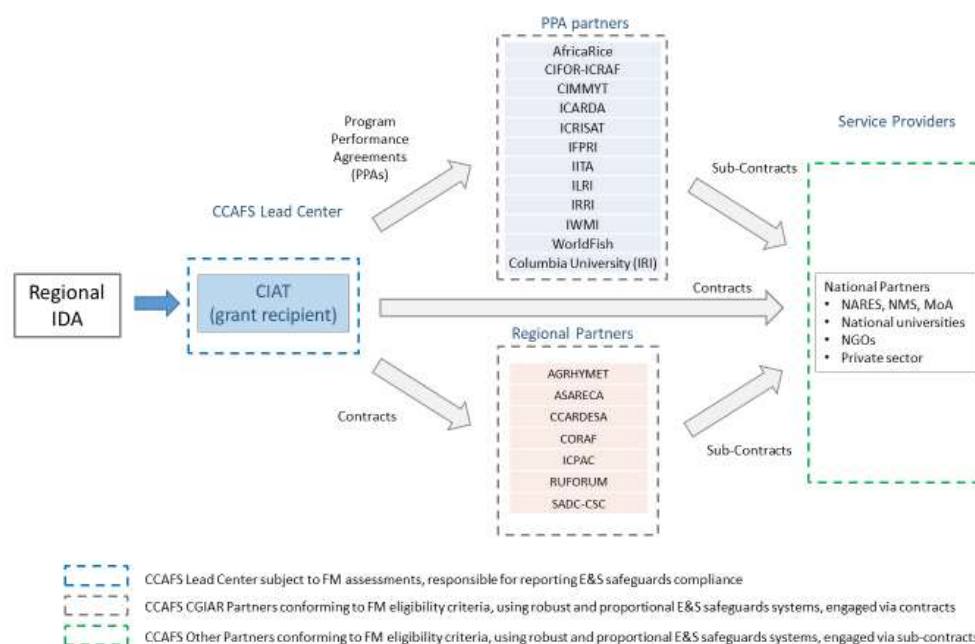 PPA partners
AfricaRice
CIFOR-ICRAF
CIMMYT
ICARDA
ICRISAT
IFPRI
IITA
ILRI
IRRI
IWMI
WorldFish
Columbia University (IRI)
Program
Performance
Agreements
(PPAs)
Service Providers
Sub-Contracts
CCAFS Lead Center
Regional
IDA
CIAT
(grant recipient)
Contracts
National Partners
• NARES, NMS, MoA
• National universities
• NGOs
• Private sector
Regional Partners
AGRHYMET
ASARECA
CCARDESA
CORAF
ICPAC
RUFORUM
SADC-CSC
Contracts
Sub-Contracts
CCAFS Lead Center subject to FM assessments, responsible for reporting E&S safeguards compliance
CCAFS CGIAR Partners conforming to FM eligibility criteria, using robust and proportional E&S safeguards systems, engaged via contracts
CCAFS Other Partners conforming to FM eligibility criteria, using robust and proportional E&S safeguards systems, engaged via sub-contracts